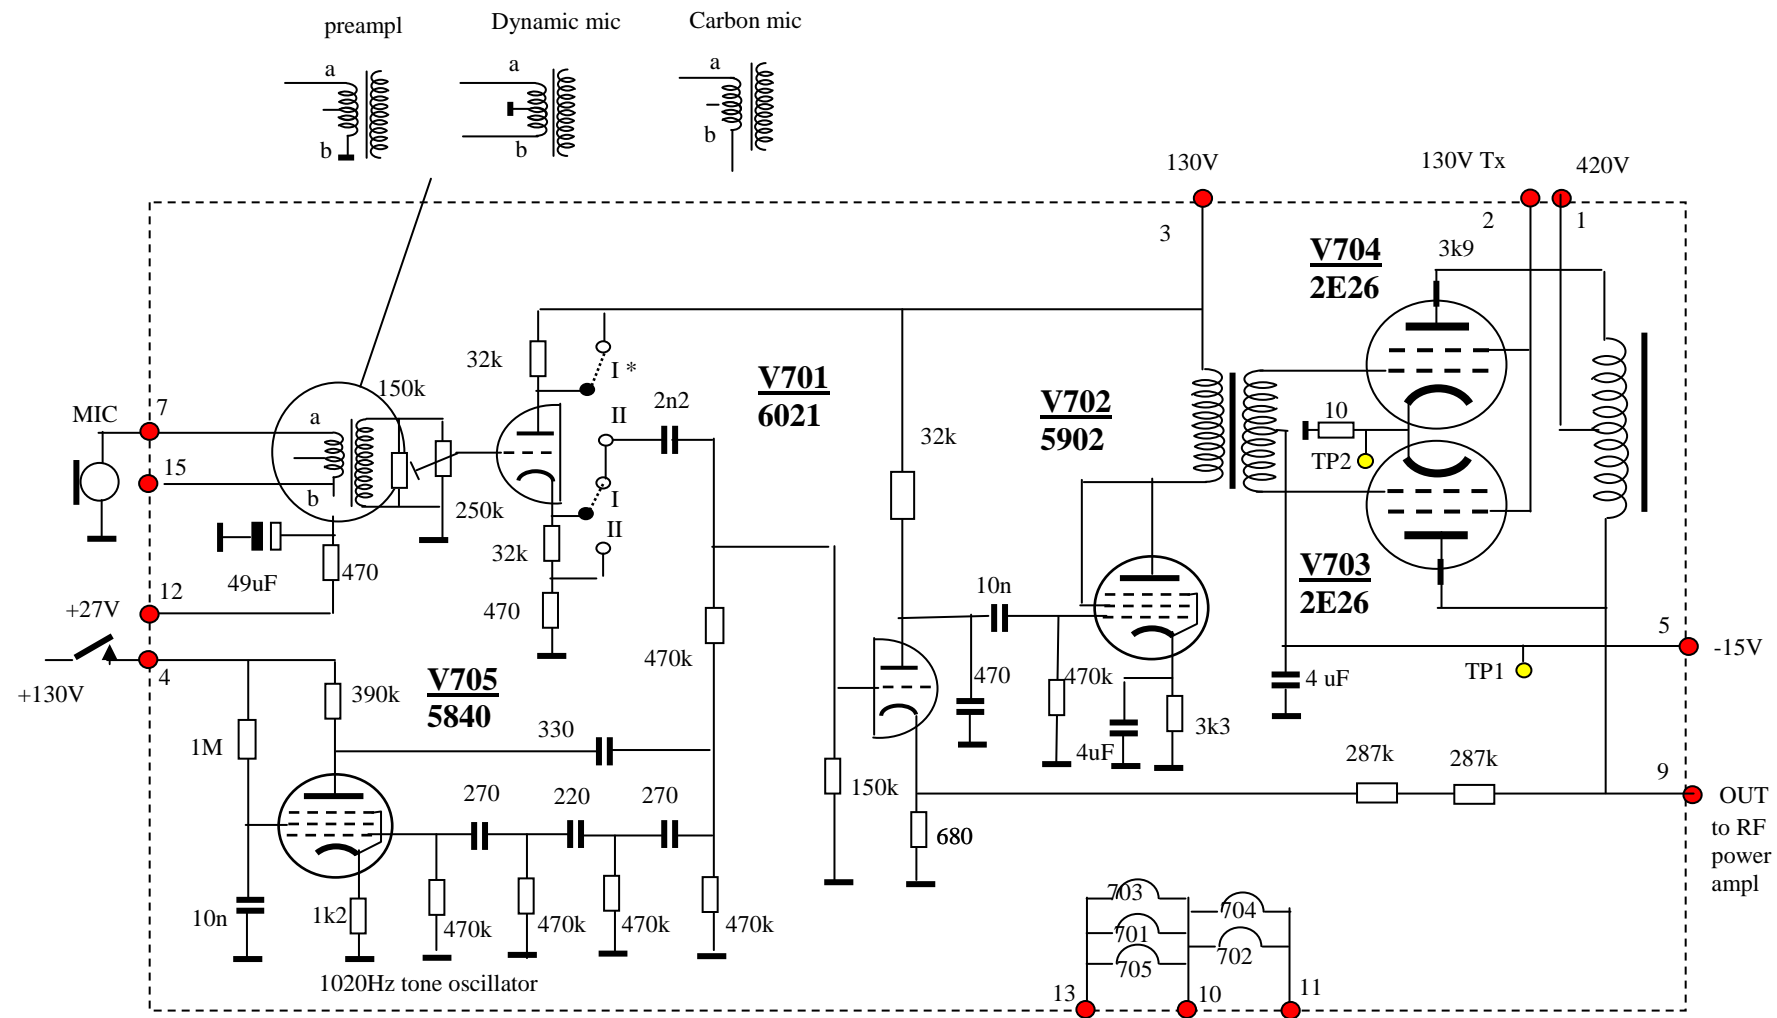 preampl
Dynamic mic
Carbon mic
a
a
a
b
b
b
130V
130V Tx
420V
3
2
1
V704
2E26
3k9
32k
I *
V701
6021
150k
MIC
7
a
II
2n2
V702
5902
10
32k
TP2
15
b
250k
I
II
32k
V703
2E26
49uF
470
12
+27V
470
10n
5
-15V
470k
TP1
4 uF
4
+130V
V705
5840
390k
470
470k
3k3
4uF
1M
330
287k
287k
9
OUT
to RF
power
ampl
150k
270
220
270
680
703
704
701
702
705
10n
1k2
470k
470k
470k
470k
1020Hz tone oscillator
13
10
11